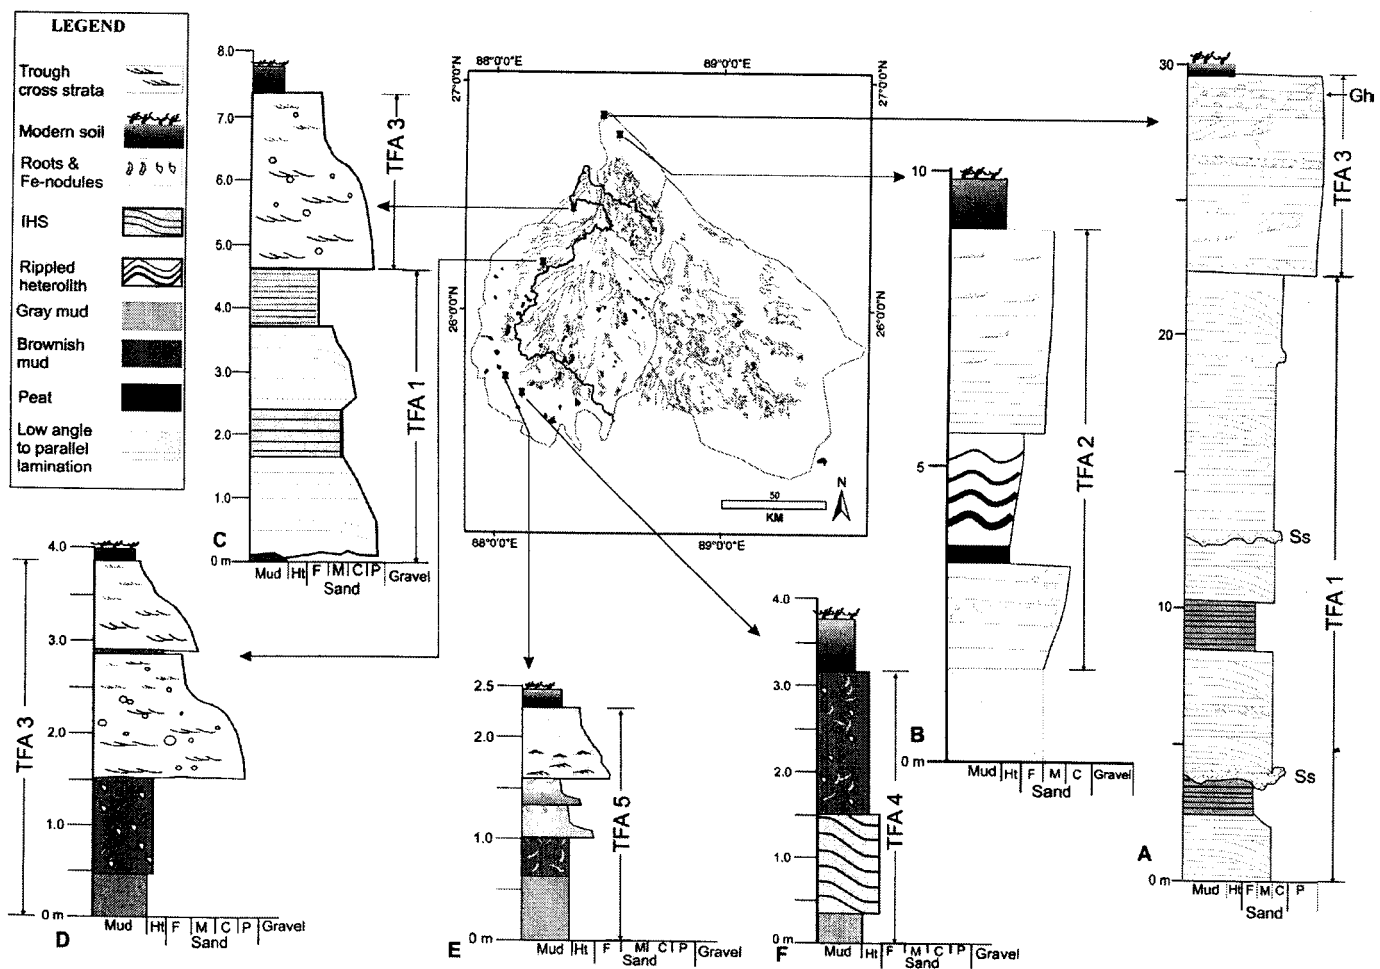 LEGEND
Trough
cross strata
Modern soil
Roots &
Fe-nodules
IHS
Rippled
heterolith
Gray mud
Brownish
mud
Peat
Low angle
to parallel
lamination
8.0
7.0
6.0
5.0
4.0
3.0
2.0
1.0
0 m
TFA 3
TFA 1
C
Mud Ht F M C P Gravel
Sand
88°0'0"E 89°0'0"E
27°0'0"N 27°0'0"N
26°0'0"N 26°0'0"N
50
KM
N
88°0'0"E 89°0'0"E
30
20
10
0 m
Gh
TFA 3
Ss
TFA 1
Ss
A
Mud Ht F M C P
Sand
10
5
0 m
TFA 2
B
Mud Ht F M C Gravel
Sand
4.0
3.0
2.0
1.0
0 m
TFA 3
D
Mud Ht F M C P Gravel
Sand
2.5
2.0
1.0
0 m
TFA 5
E
Mud Ht F M C P Gravel
Sand
4.0
3.0
2.0
1.0
0 m
TFA 4
F
Mud Ht F M C P Gravel
Sand